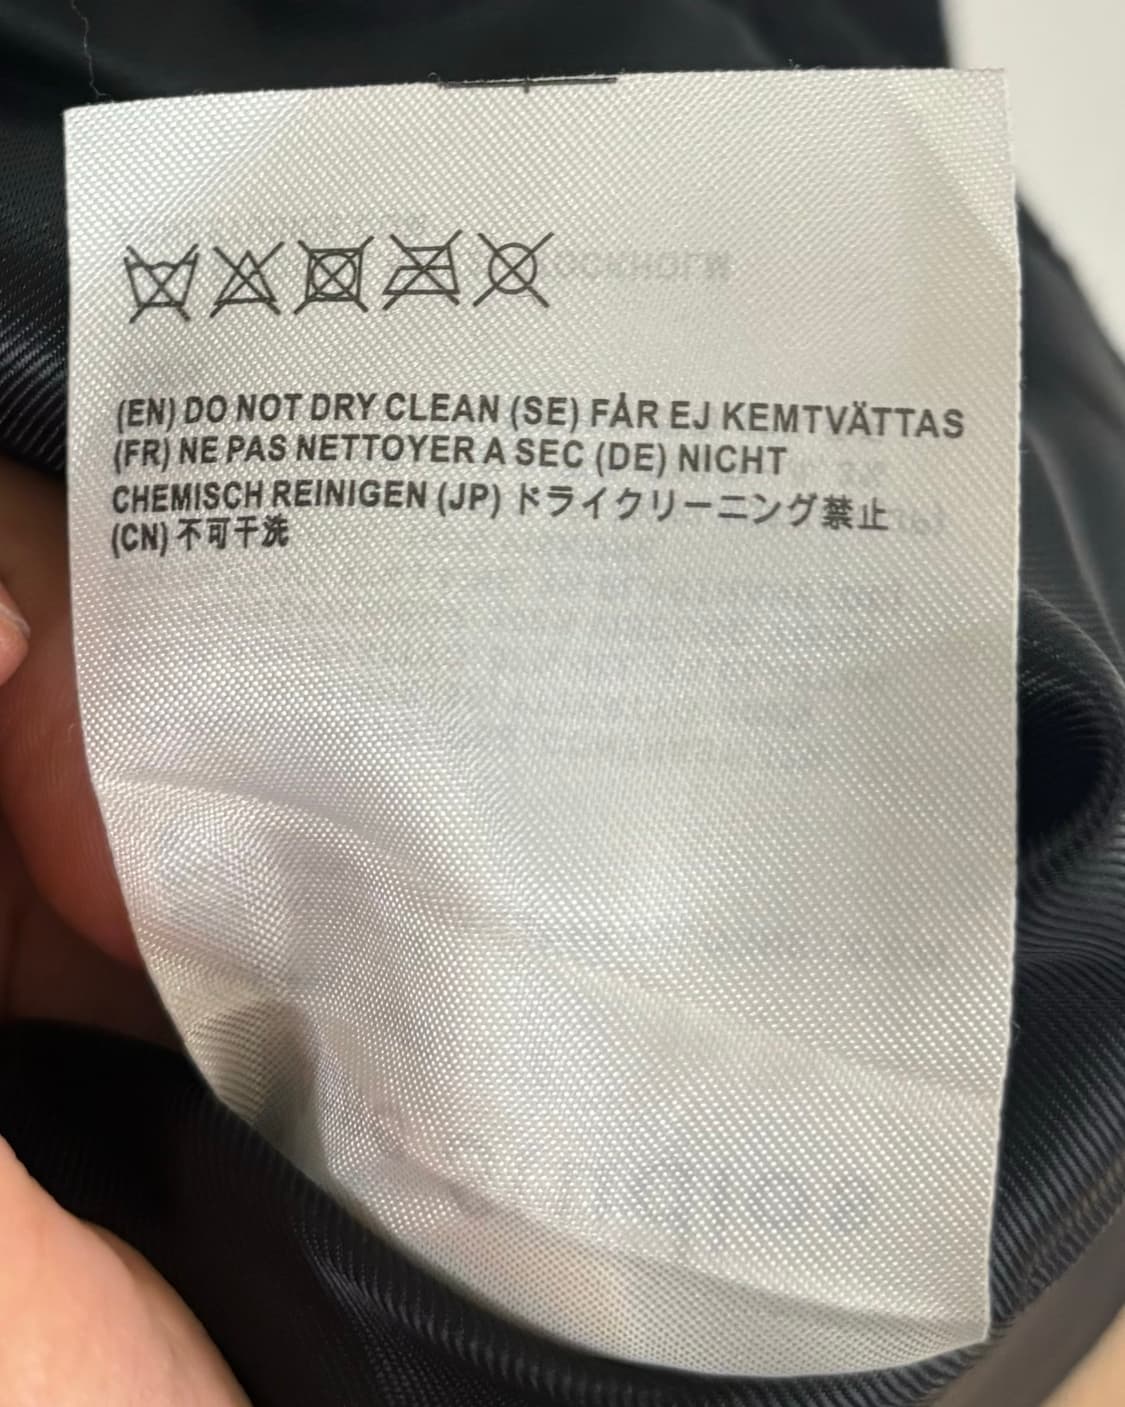 (EN) DO NOT DRY CLEAN (SE) FÅR EJ KEMTVÄTTAS
(FR) NE PAS NETTOYER A SEC (DE) NICHT
CHEMISCH REINIGEN (JP) ドライクリーニング禁止
(CN) 不可干洗